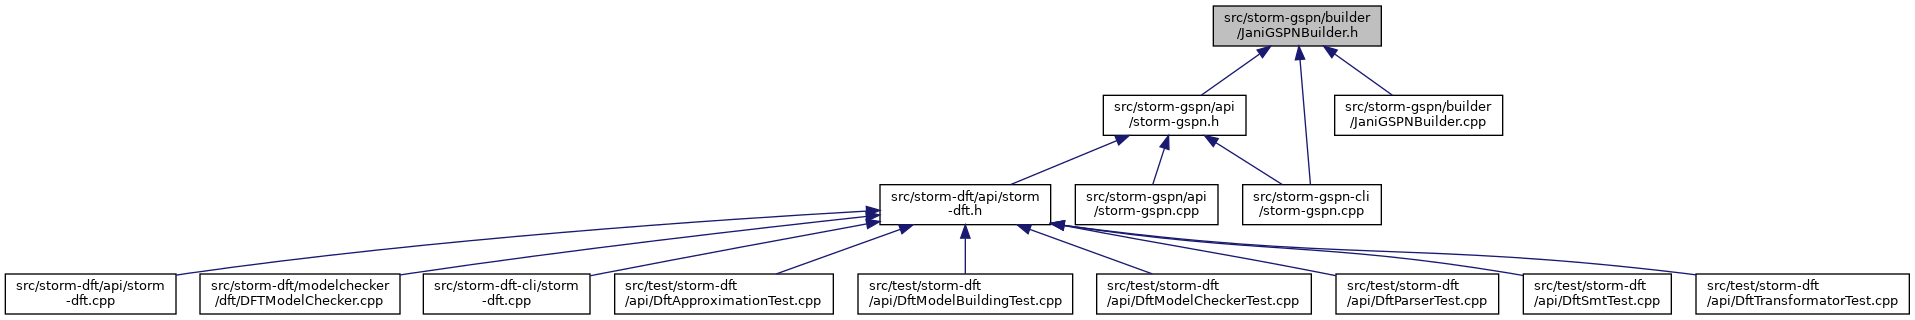 src/storm-gspn/builder
/JaniGSPNBuilder.h
src/storm-gspn/api
/storm-gspn.h
src/storm-gspn/builder
/JaniGSPNBuilder.cpp
src/storm-dft/api/storm
-dft.h
src/storm-gspn/api
/storm-gspn.cpp
src/storm-gspn-cli
/storm-gspn.cpp
src/storm-dft/api/storm
-dft.cpp
src/storm-dft/modelchecker
/dft/DFTModelChecker.cpp
src/storm-dft-cli/storm
-dft.cpp
src/test/storm-dft
/api/DftApproximationTest.cpp
src/test/storm-dft
/api/DftModelBuildingTest.cpp
src/test/storm-dft
/api/DftModelCheckerTest.cpp
src/test/storm-dft
/api/DftParserTest.cpp
src/test/storm-dft
/api/DftSmtTest.cpp
src/test/storm-dft
/api/DftTransformatorTest.cpp